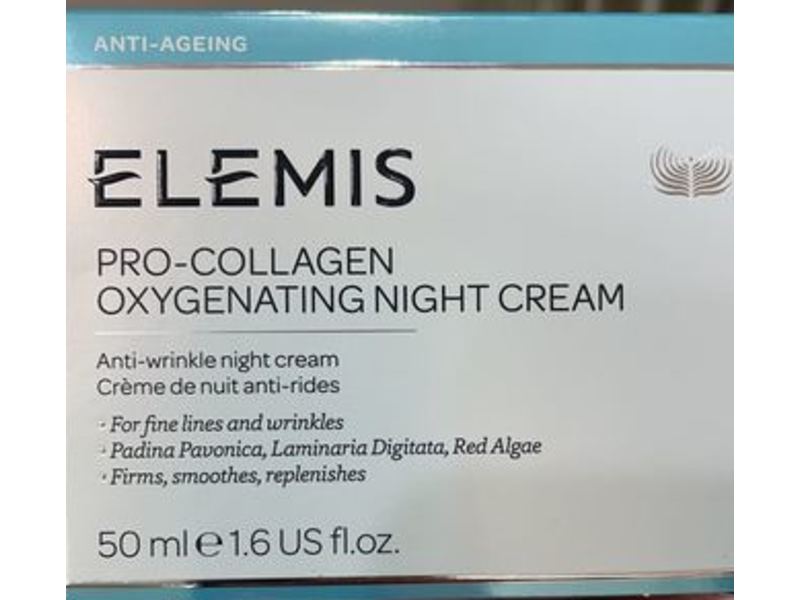 ANTI-AGEING
ELEMIS
PRO-COLLAGEN
OXYGENATING NIGHT CREAM
Anti-wrinkle night cream
Crème de nuit anti-rides
· For fine lines and wrinkles
· Padina Pavonica, Laminaria Digitata, Red Algae
· Firms, smoothes, replenishes
50 ml ℮ 1.6 US fl.oz.